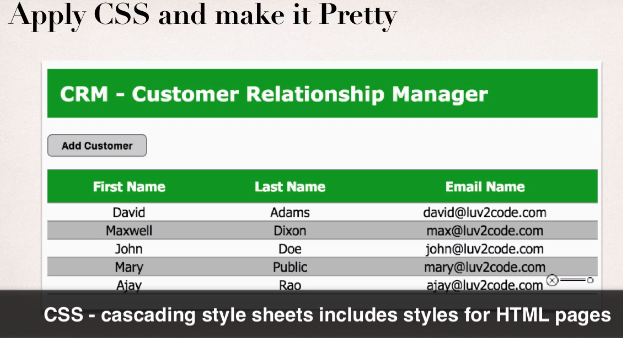 Apply CSS and make it Pretty
CRM - Customer Relationship Manager
Add Customer
First Name Last Name Email Name
David Adams david@luv2code.com
Maxwell Dixon max@luv2code.com
John Doe john@luv2code.com
Mary Public mary@luv2code.com
Ajay Rao ajay@luv2code.com
CSS - cascading style sheets includes styles for HTML pages